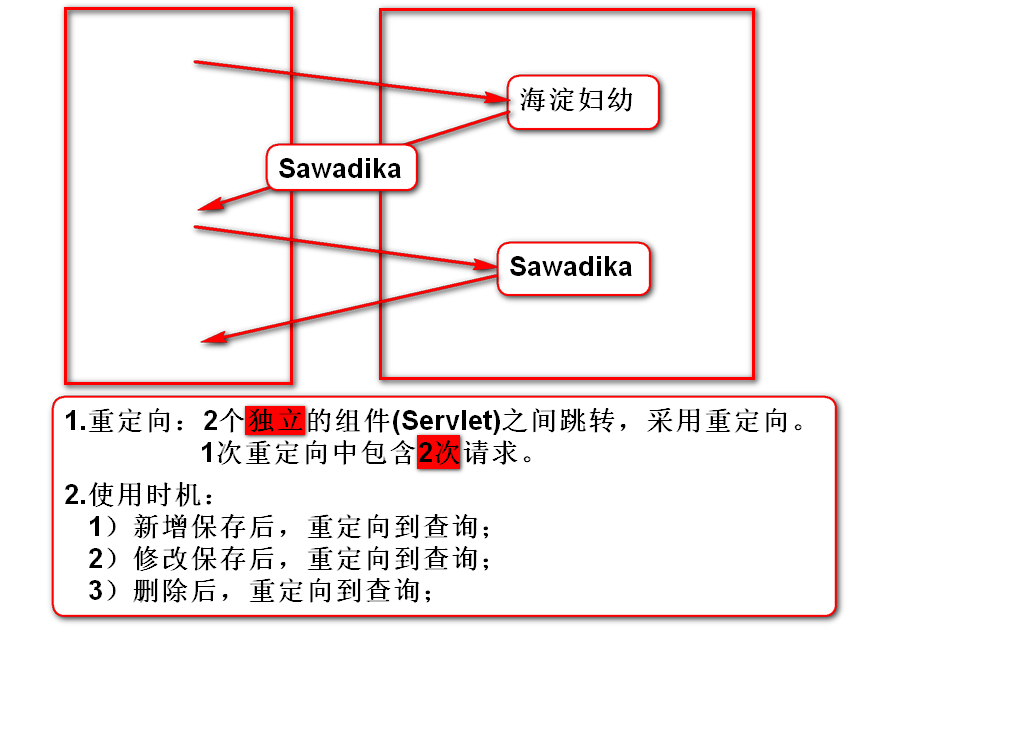 海淀妇幼
Sawadika
Sawadika
1.重定向：2个独立的组件(Servlet)之间跳转，采用重定向。
1次重定向中包含2次请求。
2.使用时机：
1）新增保存后，重定向到查询；
2）修改保存后，重定向到查询；
3）删除后，重定向到查询；